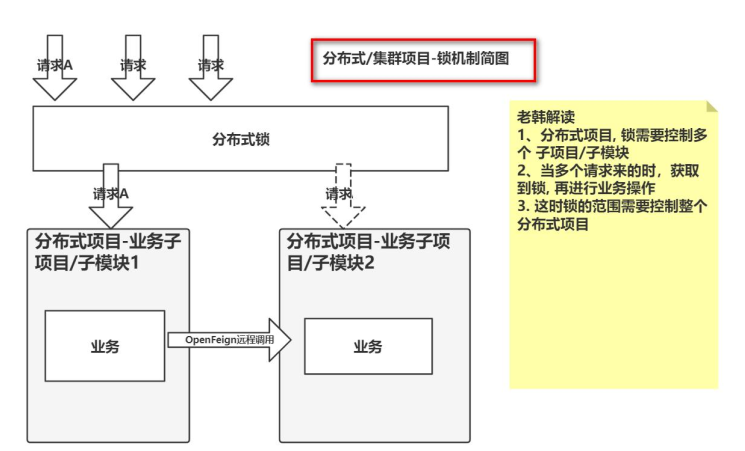 请求A
请求
请求
分布式/集群项目-锁机制简图
分布式锁
请求A
请求
分布式项目-业务子
项目/子模块1
业务
OpenFeign远程调用
分布式项目-业务子项
目/子模块2
业务
老韩解读
1、分布式项目, 锁需要控制多
个 子项目/子模块
2、当多个请求来的时，获取
到锁, 再进行业务操作
3. 这时锁的范围需要控制整个
分布式项目